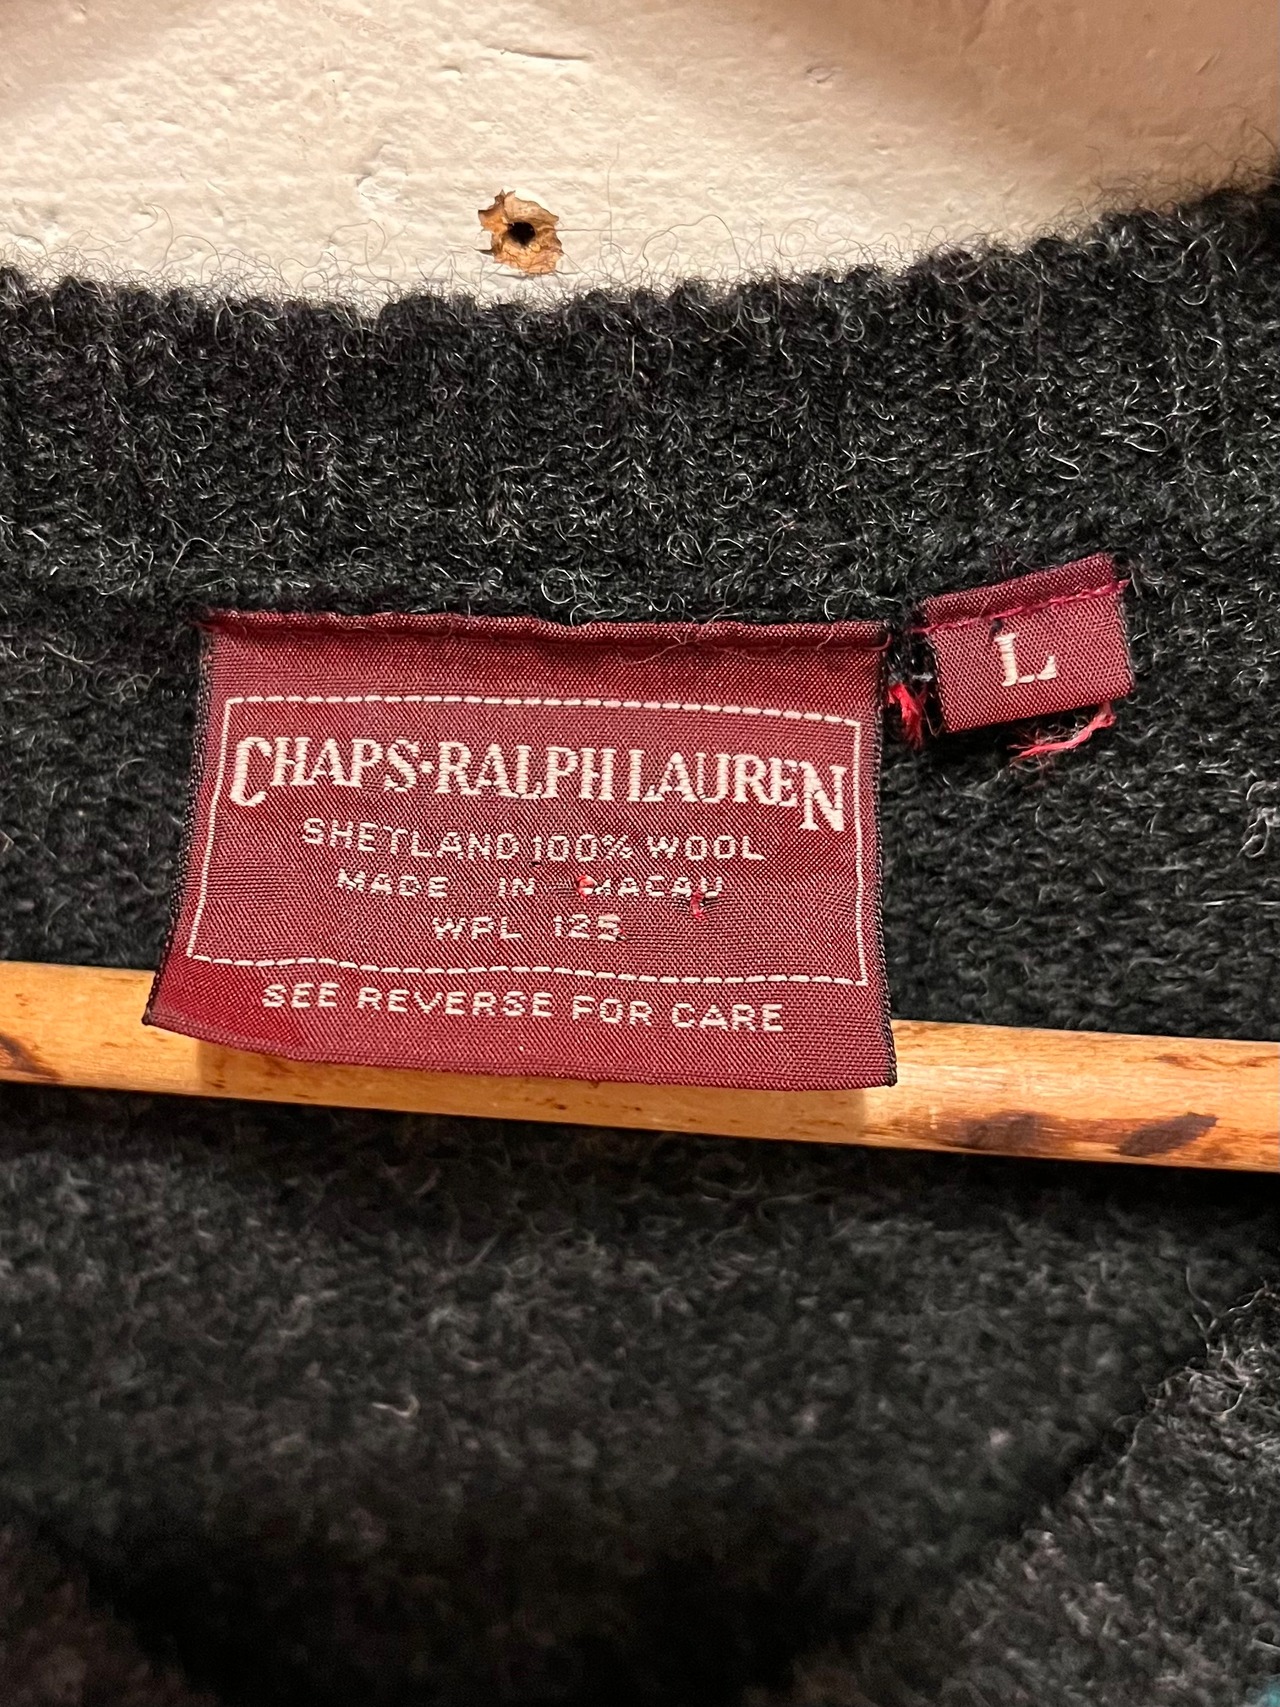 CHAPS·RALPH LAUREN
SHETLAND 100% WOOL
MADE IN MACAU
WPL 125
SEE REVERSE FOR CARE
L